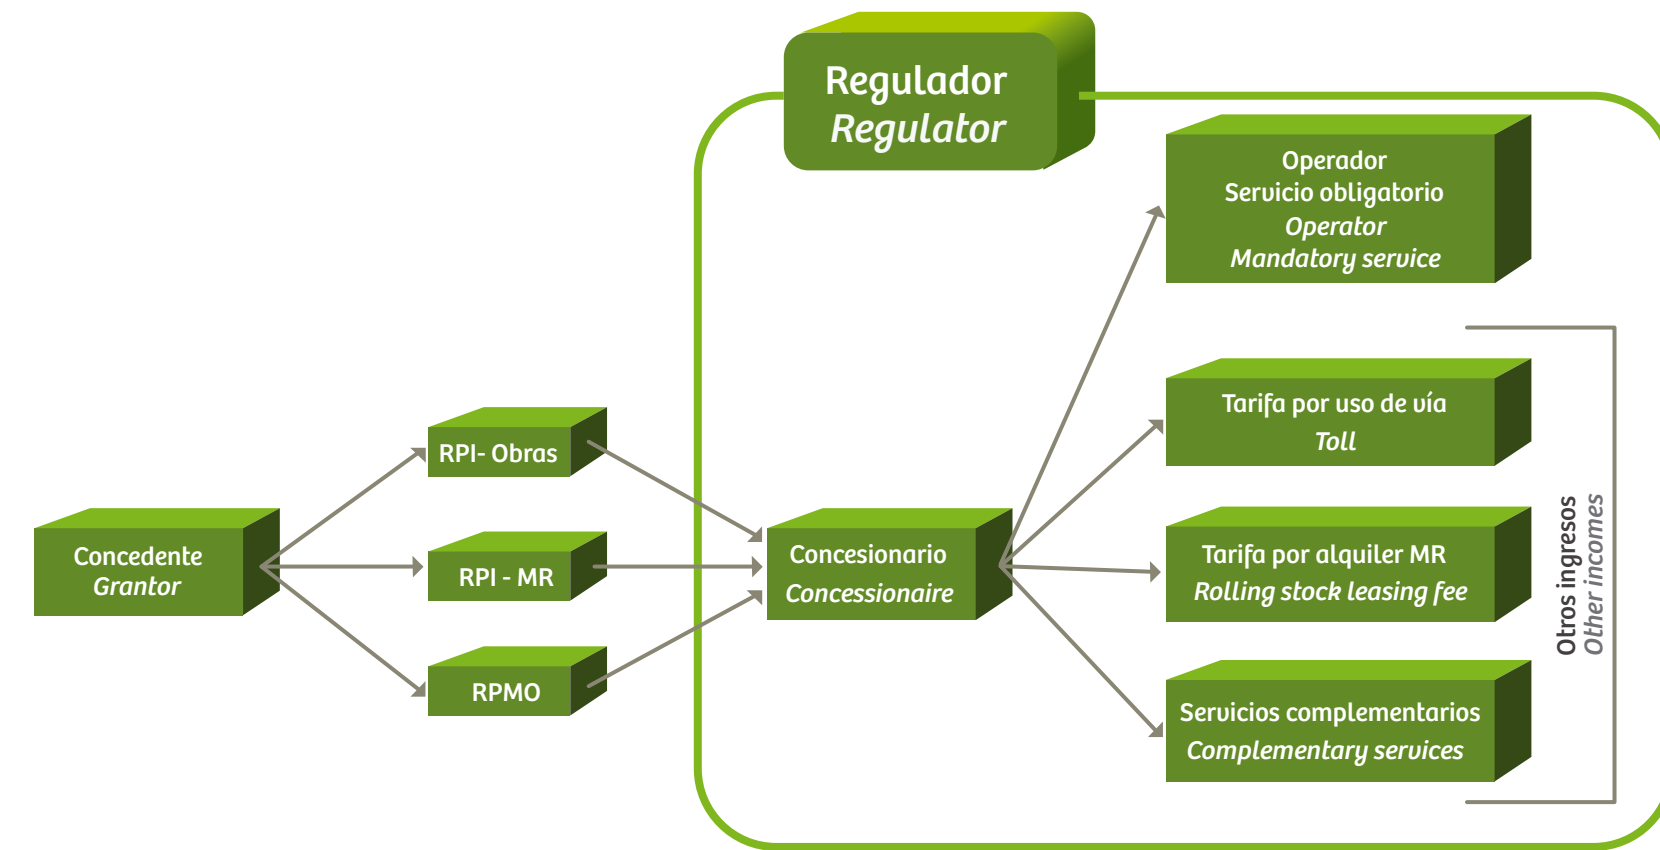 Regulador
Regulator
Operador
Servicio obligatorio
Operator
Mandatory service
Tarifa por uso de vía
Toll
RPI- Obras
Concedente
Grantor
RPI - MR
RPMO
Concesionario
Concessionaire
Tarifa por alquiler MR
Rolling stock leasing fee
Servicios complementarios
Complementary services
Otros ingresos
Other incomes